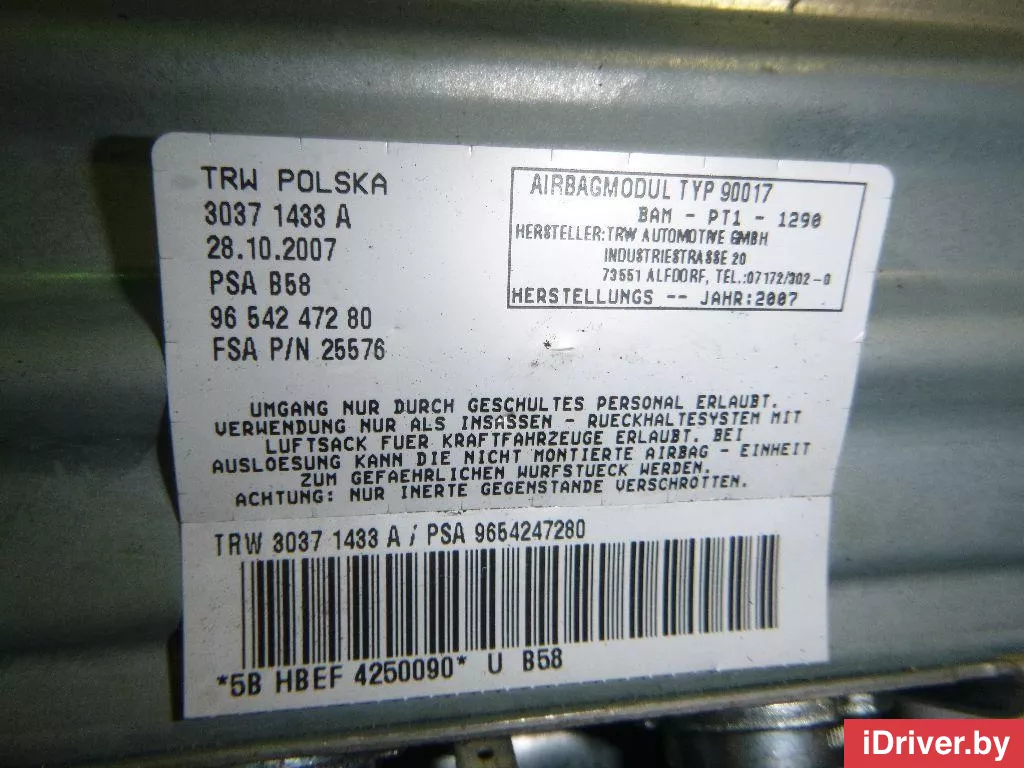 TRW POLSKA
3037 1433 A
28.10.2007
PSA B58
96 542 472 80
FSA P/N 25576
AIRBAGMODUL TYP 90017
BAM - PT1 - 1290
HERSTELLER: TRW AUTOMOTIVE GMBH
INDUSTRIESTRASSE 20
73551 ALFDORF, TEL.:07172/302-0
HERSTELLUNGS -- JAHR:2007
UMGANG NUR DURCH GESCHULTES PERSONAL ERLAUBT.
VERWENDUNG NUR ALS INSASSEN - RUECKHALTESYSTEM MIT
LUFTSACK FUER KRAFTFAHRZEUGE ERLAUBT. BEI
AUSLOESUNG KANN DIE NICHT MONTIERTE AIRBAG - EINHEIT
ZUM GEFAEHRLICHEN WURFSTUECK WERDEN.
ACHTUNG: NUR INERTE GEGENSTANDE VERSCHROTTEN.
TRW 3037 1433 A / PSA 9654247280
*5B HBEF 4250090* U B58
iDriver.by